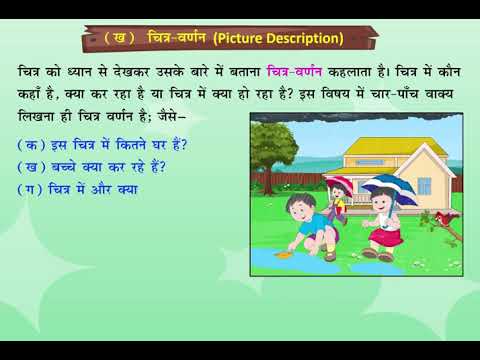 (ख) चित्र-वर्णन (Picture Description)
चित्र को ध्यान से देखकर उसके बारे में बताना चित्र-वर्णन कहलाता है। चित्र में कौन
कहाँ है, क्या कर रहा है या चित्र में क्या हो रहा है? इस विषय में चार-पाँच वाक्य
लिखना ही चित्र वर्णन है; जैसे–
(क) इस चित्र में कितने घर हैं?
(ख) बच्चे क्या कर रहे हैं?
(ग) चित्र में और क्या